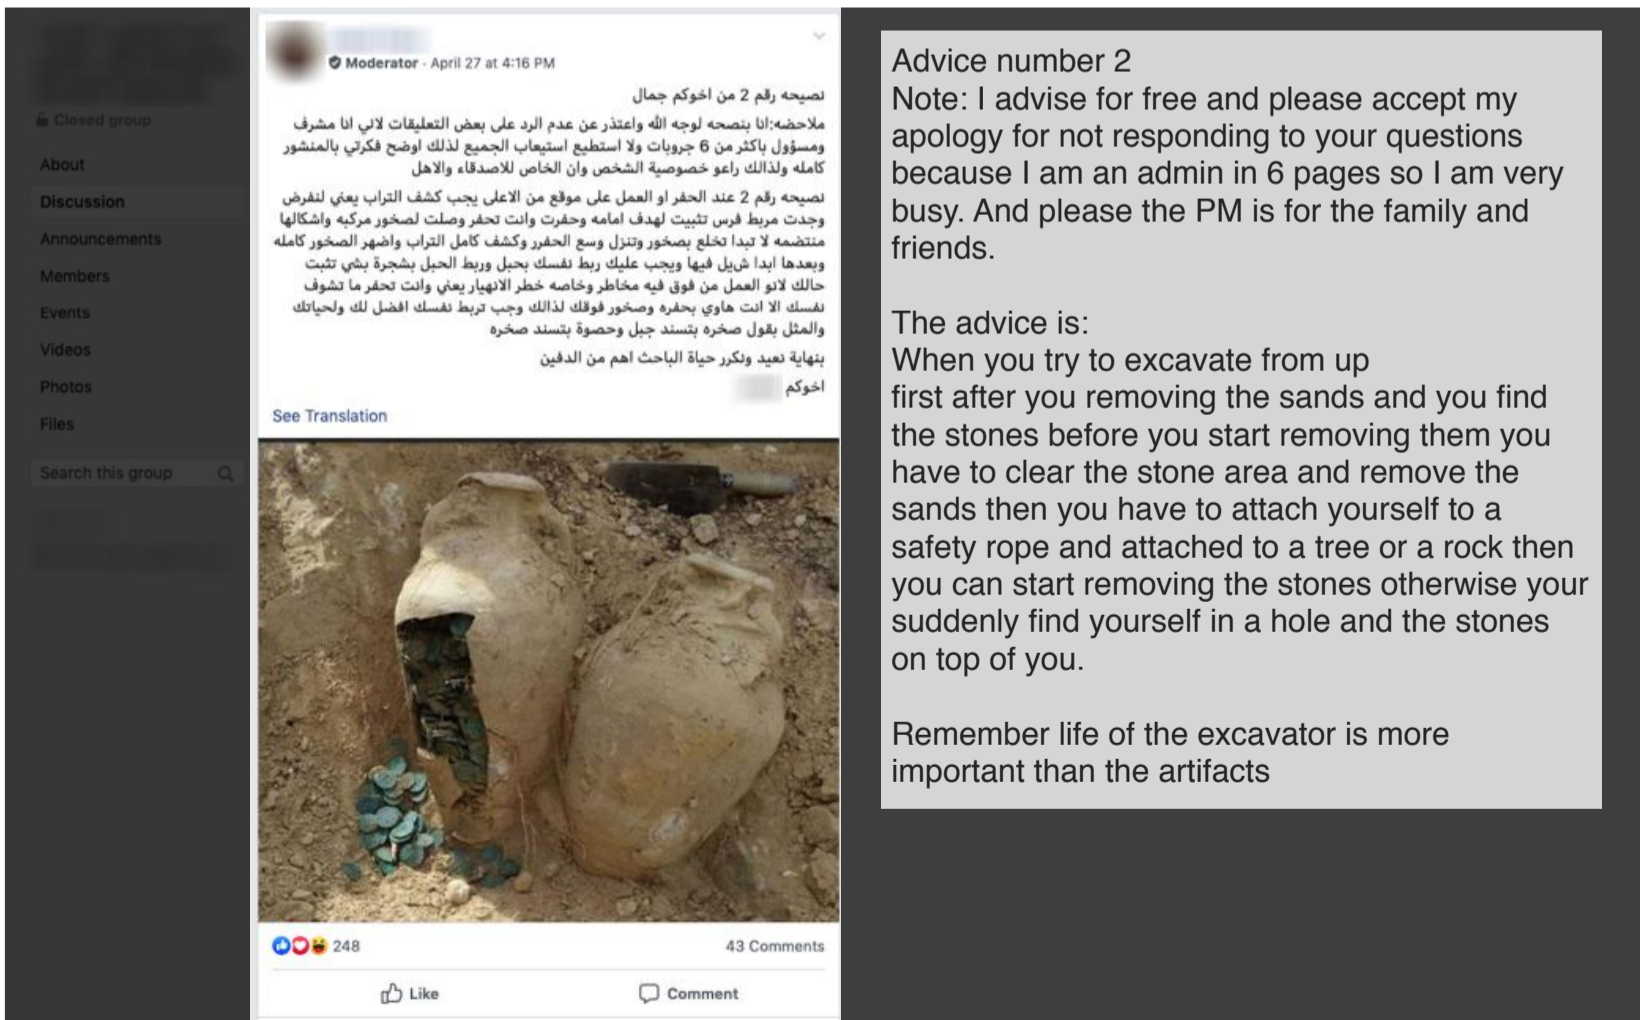 Closed group
About
Discussion
Announcements
Members
Events
Videos
Photos
Files
Search this group
Moderator · April 27 at 4:16 PM
نصيحه رقم 2 من اخوكم جمال
ملاحضه:انا بنصحه لوجه الله واعتذر عن عدم الرد على بعض التعليقات لاني انا مشرف
ومسؤول باكثر من 6 جروبات ولا استطيع استيعاب الجميع لذلك اوضح فكرتي بالمنشور
كامله ولذالك راعو خصوصية الشخص وان الخاص للاصدقاء والاهل
نصيحه رقم 2 عند الحفر او العمل على موقع من الاعلى يجب كشف التراب يعني لنفرض
وجدت مربط فرس تثبيت لهدف امامه وحفرت وانت تحفر وصلت لصخور مركبه واشكالها
منتضمه لا تبدا تخلع بصخور وتنزل وسع الحفرر وكشف كامل التراب واضهر الصخور كامله
وبعدها ابدا شيل فيها ويجب عليك ربط نفسك بحبل وربط الحبل بشجرة بشي تثبت
حالك لانو العمل من فوق فيه مخاطر وخاصه خطر الانهيار يعني وانت تحفر ما تشوف
نفسك الا انت هاوي بحفره وصخور فوقك لذالك وجب تربط نفسك افضل لك ولحياتك
والمثل بقول صخره بتسند جبل وحصوة بتسند صخره
بنهاية نعيد ونكرر حياة الباحث اهم من الدفين
اخوكم
See Translation
248
43 Comments
Like
Comment
Advice number 2
Note: I advise for free and please accept my
apology for not responding to your questions
because I am an admin in 6 pages so I am very
busy. And please the PM is for the family and
friends.
The advice is:
When you try to excavate from up
first after you removing the sands and you find
the stones before you start removing them you
have to clear the stone area and remove the
sands then you have to attach yourself to a
safety rope and attached to a tree or a rock then
you can start removing the stones otherwise your
suddenly find yourself in a hole and the stones
on top of you.
Remember life of the excavator is more
important than the artifacts